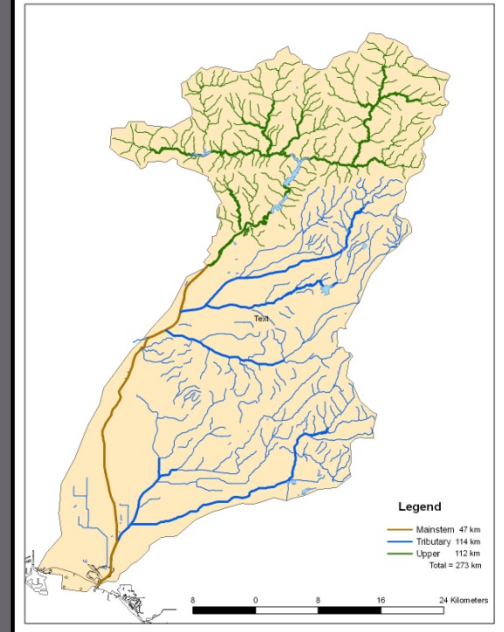 Text
Legend
Mainstem 47 km
Tributary 114 km
Upper 112 km
Total = 273 km
8 0 8 16 24 Kilometers